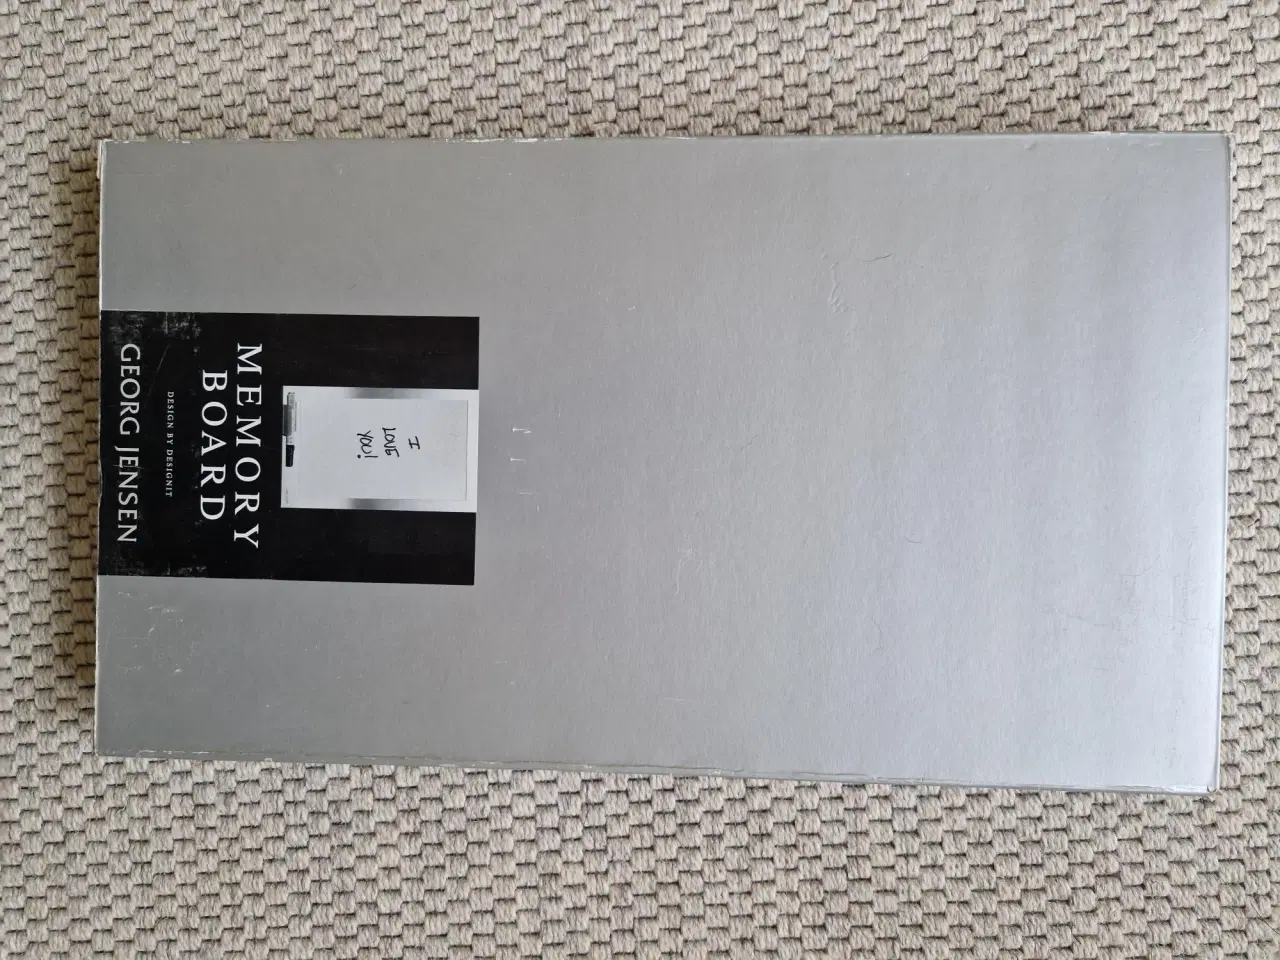 I
LOVE
YOU!
MEMORY
BOARD
DESIGN BY DESIGNIT
GEORG JENSEN